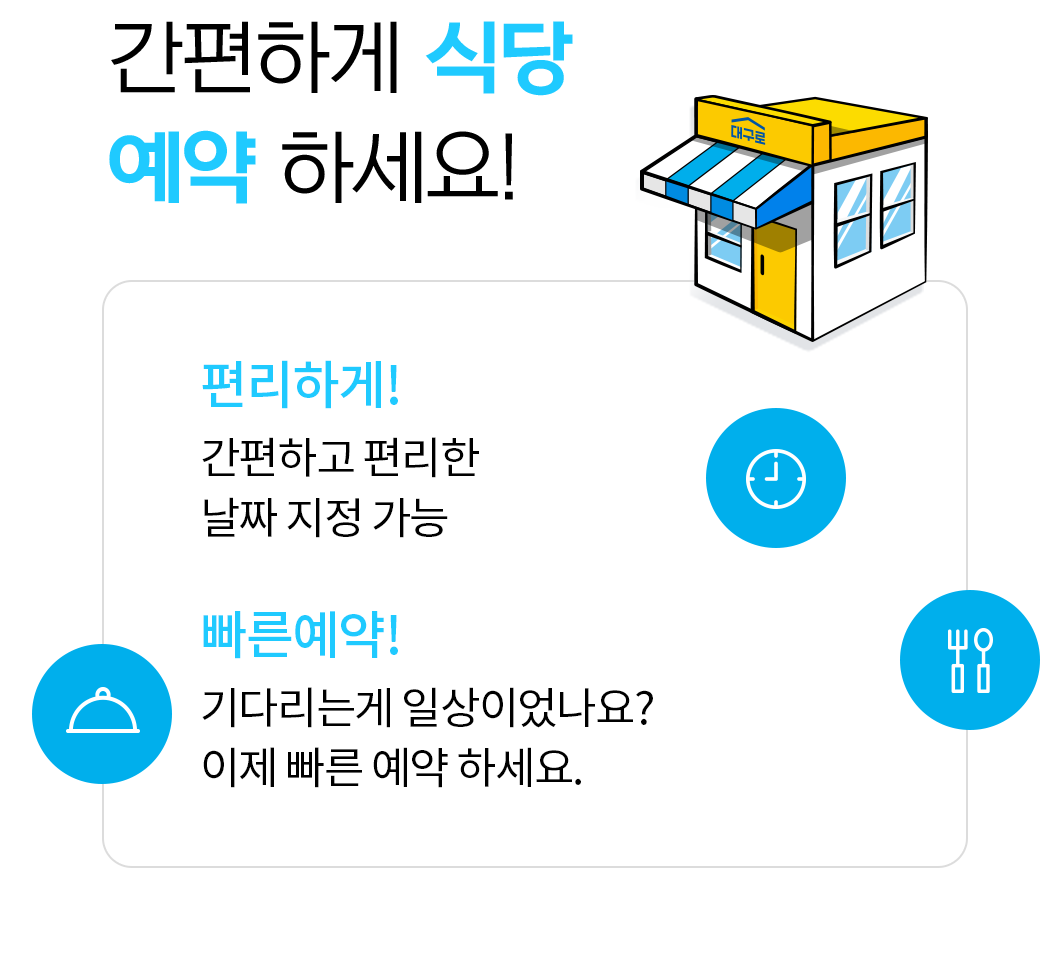 간편하게 식당
예약 하세요!
대구로
편리하게!
간편하고 편리한
날짜 지정 가능
빠른예약!
기다리는게 일상이었나요?
이제 빠른 예약 하세요.